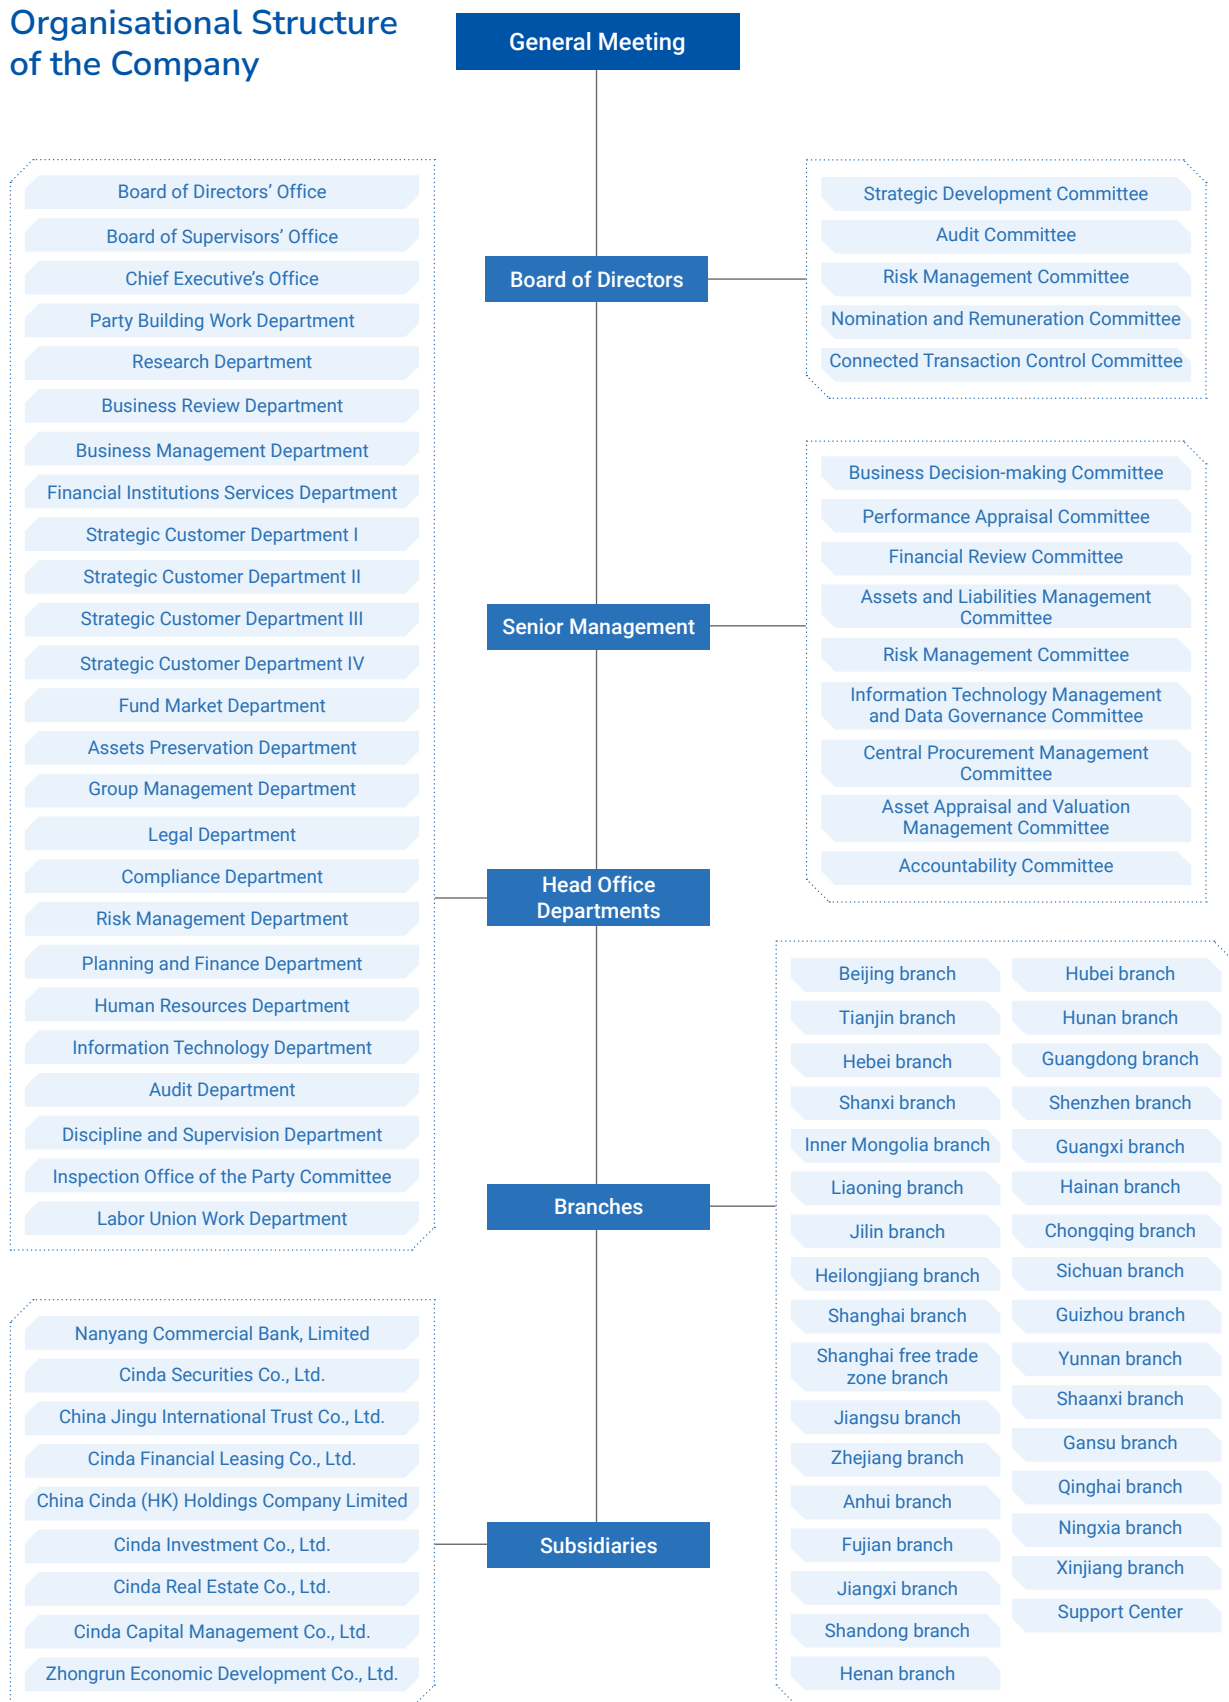 Organisational Structure
of the Company
General Meeting
Board of Directors
Strategic Development Committee
Audit Committee
Risk Management Committee
Nomination and Remuneration Committee
Connected Transaction Control Committee
Senior Management
Business Decision-making Committee
Performance Appraisal Committee
Financial Review Committee
Assets and Liabilities Management
Committee
Risk Management Committee
Information Technology Management
and Data Governance Committee
Central Procurement Management
Committee
Asset Appraisal and Valuation
Management Committee
Accountability Committee
Board of Directors’ Office
Board of Supervisors’ Office
Chief Executive’s Office
Party Building Work Department
Research Department
Business Review Department
Business Management Department
Financial Institutions Services Department
Strategic Customer Department I
Strategic Customer Department II
Strategic Customer Department III
Strategic Customer Department IV
Fund Market Department
Assets Preservation Department
Group Management Department
Legal Department
Compliance Department
Risk Management Department
Planning and Finance Department
Human Resources Department
Information Technology Department
Audit Department
Discipline and Supervision Department
Inspection Office of the Party Committee
Labor Union Work Department
Head Office
Departments
Branches
Beijing branch
Tianjin branch
Hebei branch
Shanxi branch
Inner Mongolia branch
Liaoning branch
Jilin branch
Heilongjiang branch
Shanghai branch
Shanghai free trade
zone branch
Jiangsu branch
Zhejiang branch
Anhui branch
Fujian branch
Jiangxi branch
Shandong branch
Henan branch
Hubei branch
Hunan branch
Guangdong branch
Shenzhen branch
Guangxi branch
Hainan branch
Chongqing branch
Sichuan branch
Guizhou branch
Yunnan branch
Shaanxi branch
Gansu branch
Qinghai branch
Ningxia branch
Xinjiang branch
Support Center
Subsidiaries
Nanyang Commercial Bank, Limited
Cinda Securities Co., Ltd.
China Jingu International Trust Co., Ltd.
Cinda Financial Leasing Co., Ltd.
China Cinda (HK) Holdings Company Limited
Cinda Investment Co., Ltd.
Cinda Real Estate Co., Ltd.
Cinda Capital Management Co., Ltd.
Zhongrun Economic Development Co., Ltd.